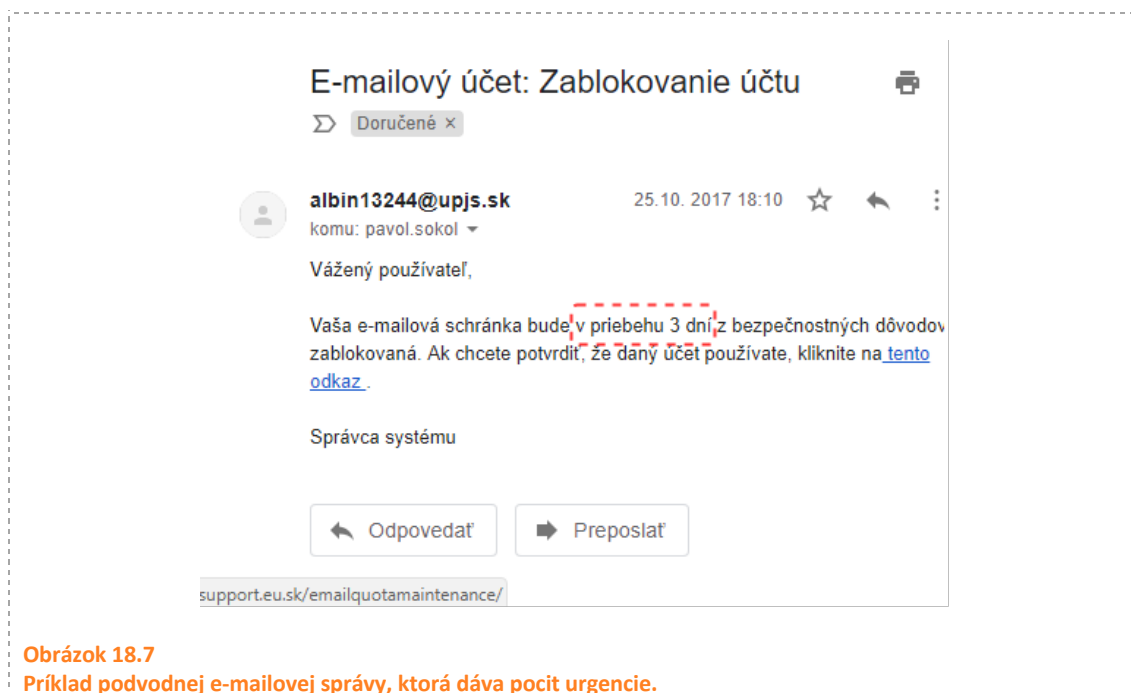 E-mailový účet: Zablokovanie účtu
Doručené ×
albin13244@upjs.sk 25.10. 2017 18:10
komu: pavol.sokol
Vážený používateľ,
Vaša e-mailová schránka bude v priebehu 3 dní z bezpečnostných dôvodov
zablokovaná. Ak chcete potvrdiť, že daný účet používate, kliknite na tento
odkaz .
Správca systému
Odpovedať Preposlať
support.eu.sk/emailquotamaintenance/
Obrázok 18.7
Príklad podvodnej e-mailovej správy, ktorá dáva pocit urgencie.